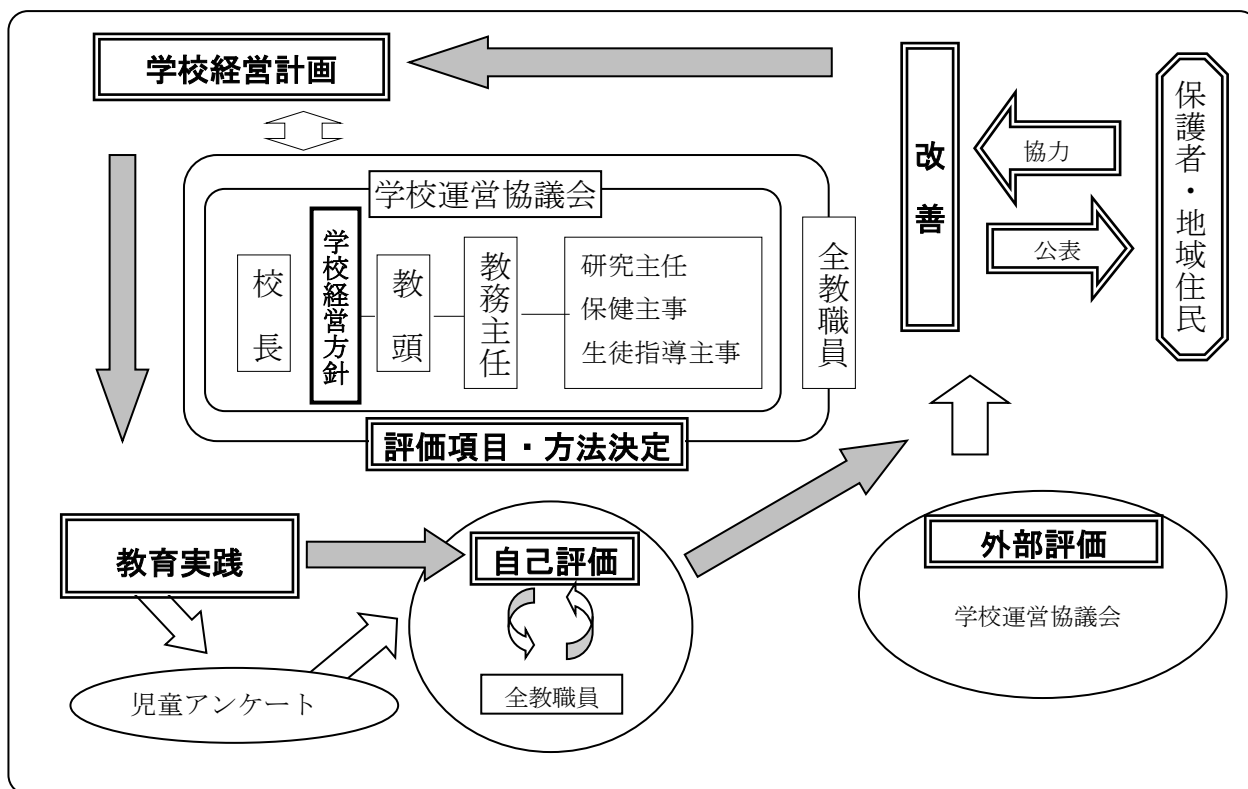 学校経営計画
改善
保護者・地域住民
協力
公表
学校運営協議会
校長
学校経営方針
教頭
教務主任
研究主任
保健主事
生徒指導主事
全教職員
評価項目・方法決定
教育実践
自己評価
全教職員
児童アンケート
外部評価
学校運営協議会